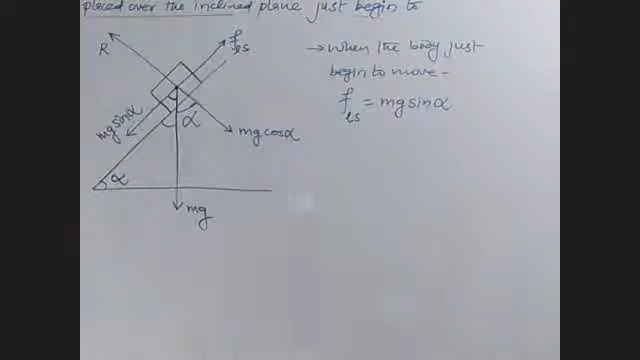 placed over the inclined plane just begin to
R
fls
→ When the body just
begin to move -
fls = mg sinα
mg sinα
α
mg cosα
α
mg